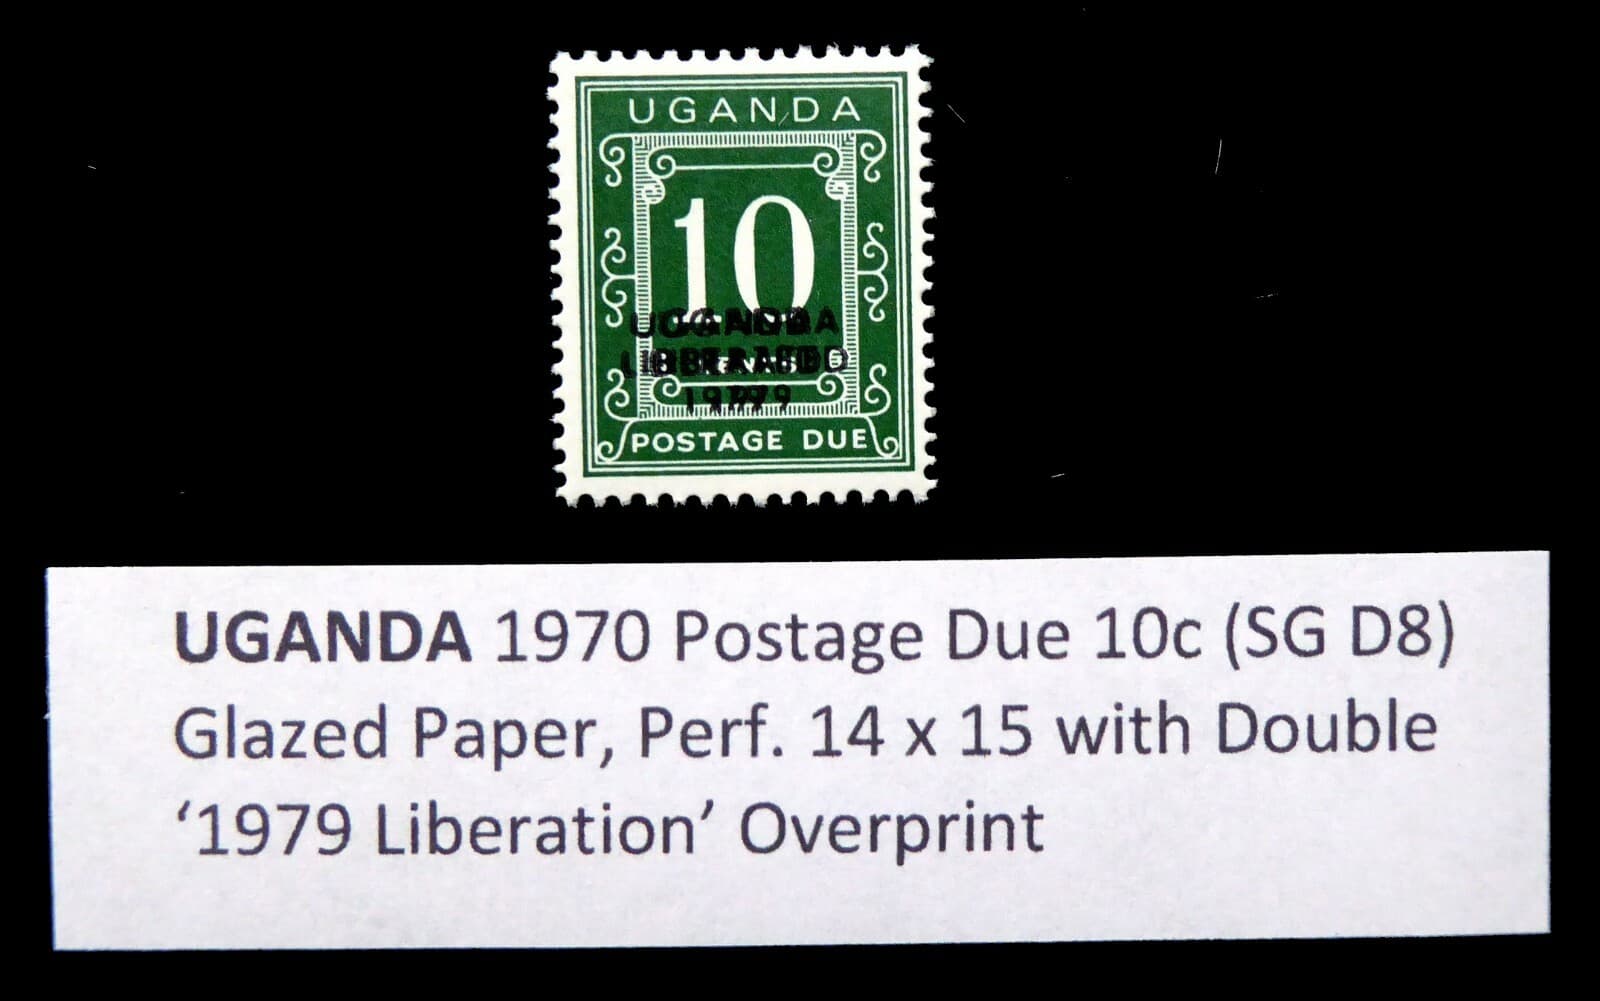 UGANDA
10
CENTS
UGANDA
LIBERATED
1979
POSTAGE DUE
UGANDA 1970 Postage Due 10c (SG D8)
Glazed Paper, Perf. 14 x 15 with Double
‘1979 Liberation’ Overprint